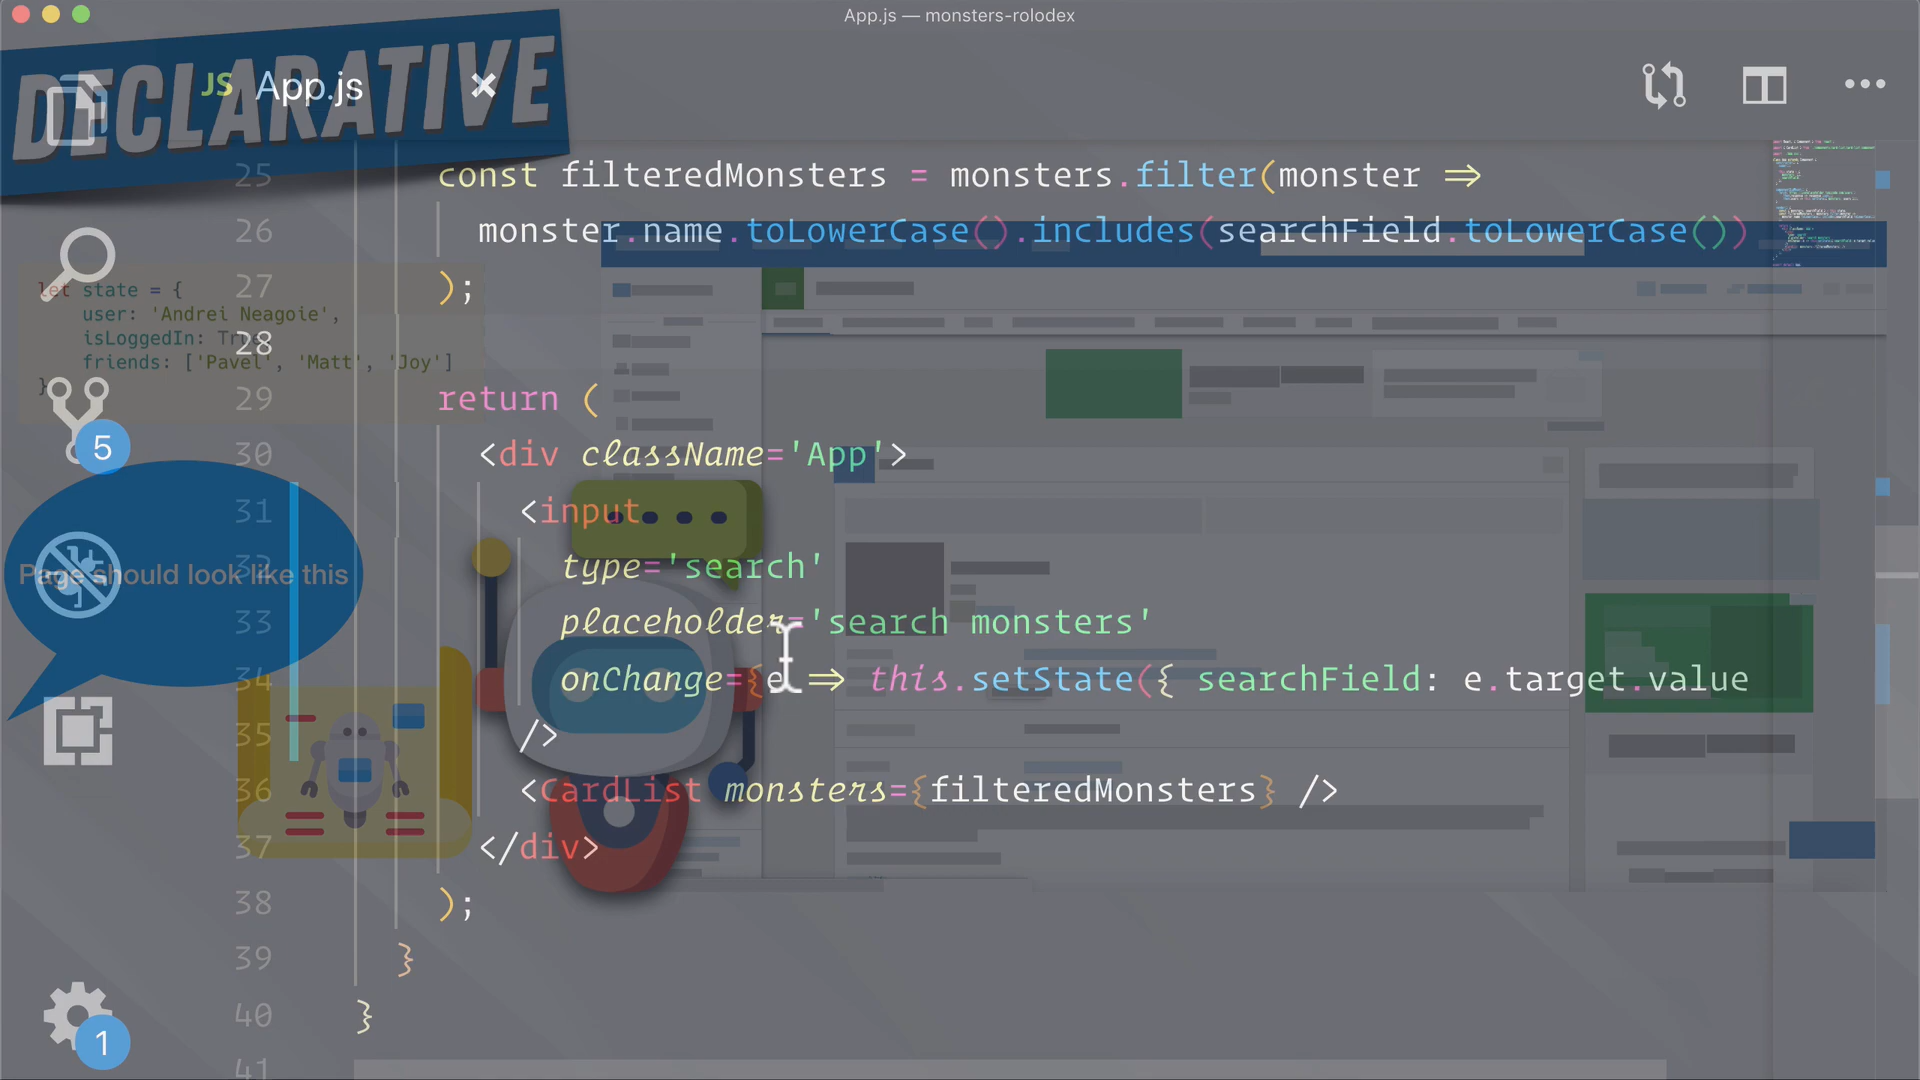 App.js — monsters-rolodex
DECLARATIVE
JS App.js
25 const filteredMonsters = monsters.filter(monster =>
26 monster.name.toLowerCase().includes(searchField.toLowerCase())
27 );
28
29 return (
30 <div className='App'>
31 <input
32 type='search'
33 placeholder='search monsters'
34 onChange={e => this.setState({ searchField: e.target.value
35 />
36 <CardList monsters={filteredMonsters} />
37 </div>
38 );
39 }
40 }
41
let state = {
user: 'Andrei Neagoie',
isLoggedIn: True
friends: ['Pavel', 'Matt', 'Joy']
}
5
Page should look like this
1